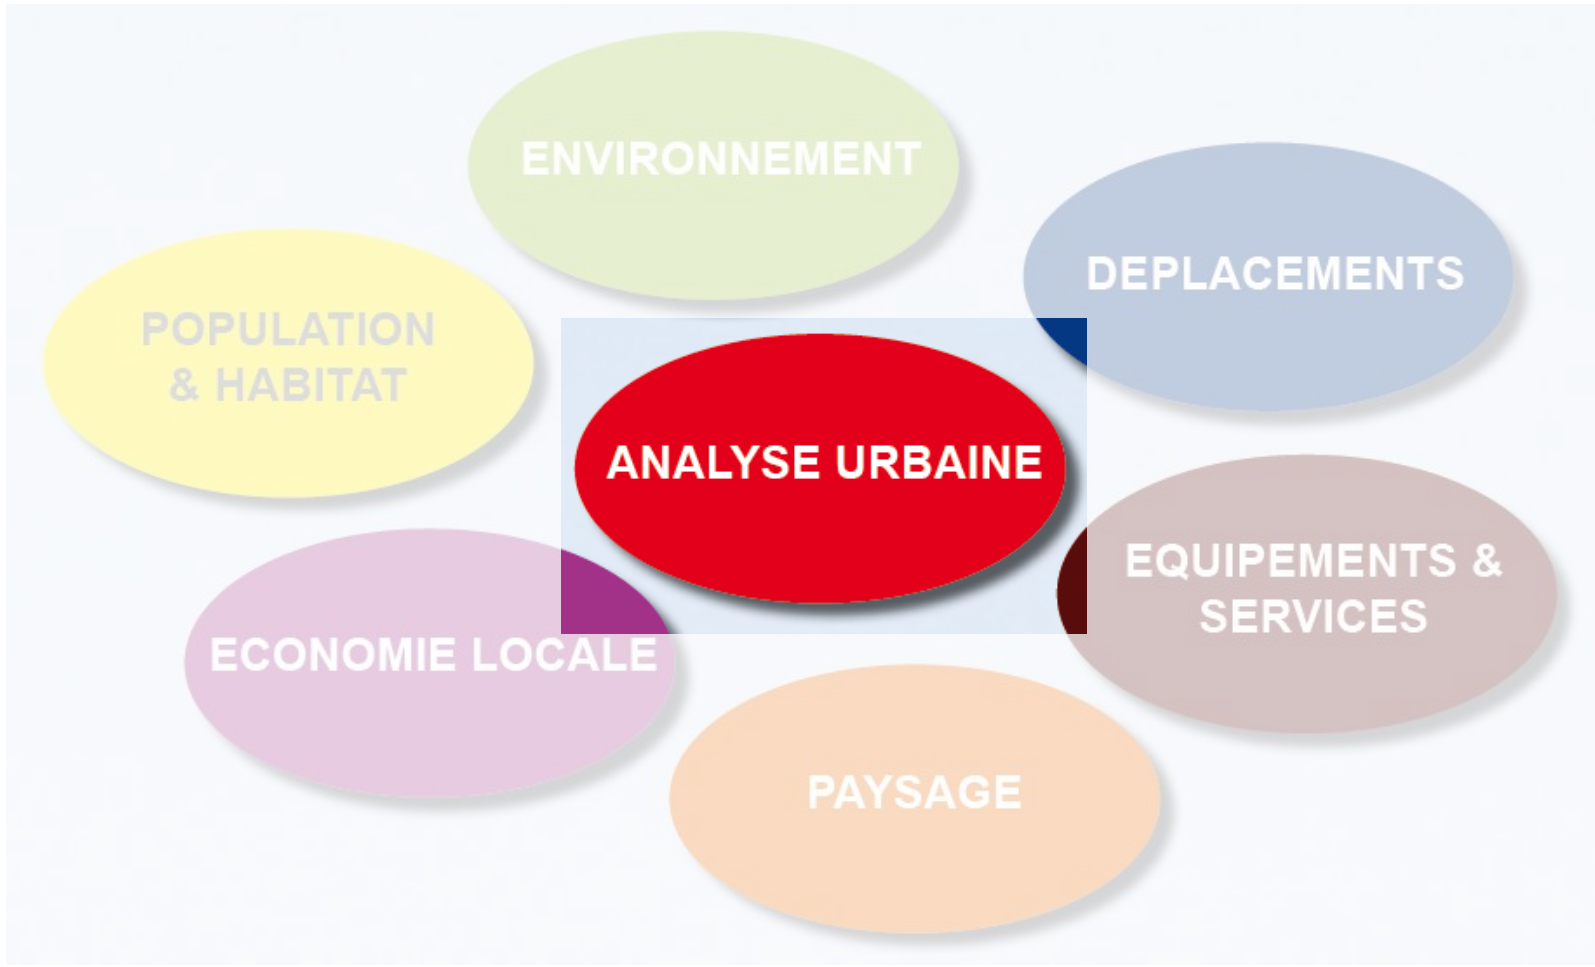 ENVIRONNEMENT
DEPLACEMENTS
POPULATION
& HABITAT
ANALYSE URBAINE
EQUIPEMENTS &
SERVICES
ECONOMIE LOCALE
PAYSAGE